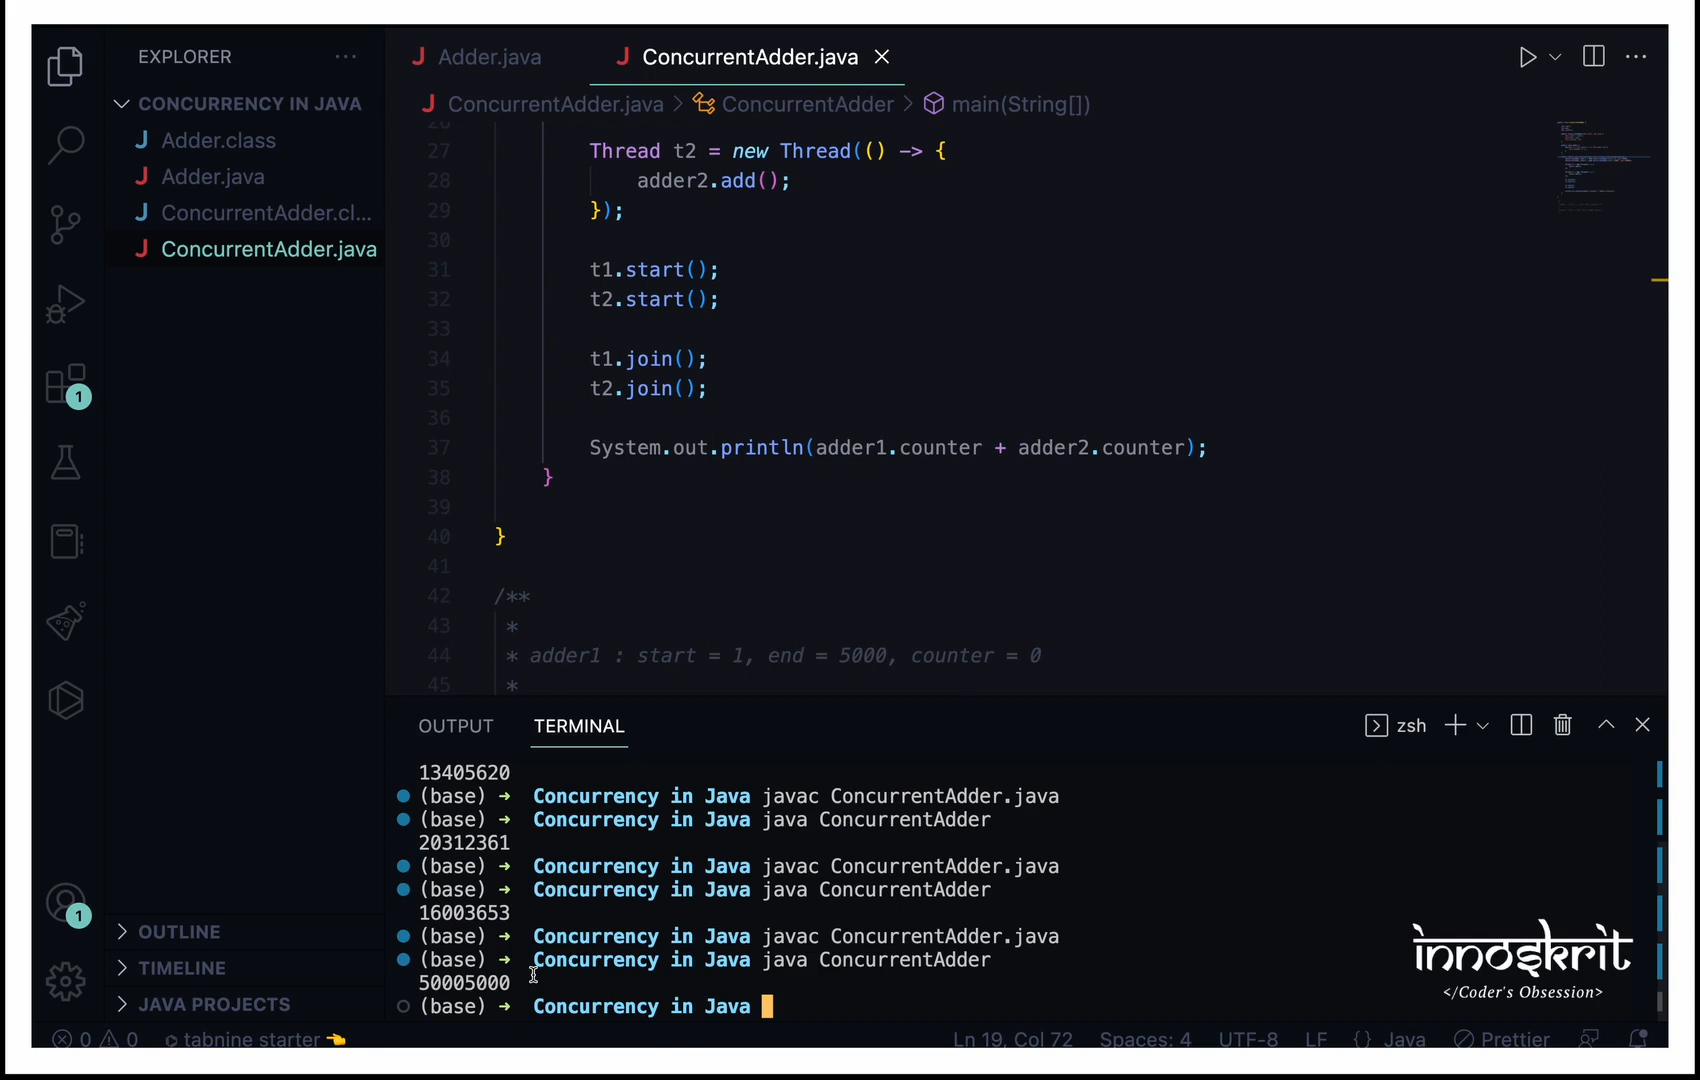 EXPLORER ...
CONCURRENCY IN JAVA
J Adder.class
J Adder.java
J ConcurrentAdder.cl...
J ConcurrentAdder.java
OUTLINE
TIMELINE
JAVA PROJECTS
1
1
J Adder.java J ConcurrentAdder.java
J ConcurrentAdder.java > ConcurrentAdder > main(String[])
26
27 Thread t2 = new Thread(() -> {
28 adder2.add();
29 });
30
31 t1.start();
32 t2.start();
33
34 t1.join();
35 t2.join();
36
37 System.out.println(adder1.counter + adder2.counter);
38 }
39
40 }
41
42 /**
43 *
44 * adder1 : start = 1, end = 5000, counter = 0
45 *
OUTPUT TERMINAL zsh
13405620
(base) → Concurrency in Java javac ConcurrentAdder.java
(base) → Concurrency in Java java ConcurrentAdder
20312361
(base) → Concurrency in Java javac ConcurrentAdder.java
(base) → Concurrency in Java java ConcurrentAdder
16003653
(base) → Concurrency in Java javac ConcurrentAdder.java
(base) → Concurrency in Java java ConcurrentAdder
50005000
(base) → Concurrency in Java
innoskrit
</Coder's Obsession>
0 0 tabnine starter Ln 19, Col 72 Spaces: 4 UTF-8 LF {} Java Prettier